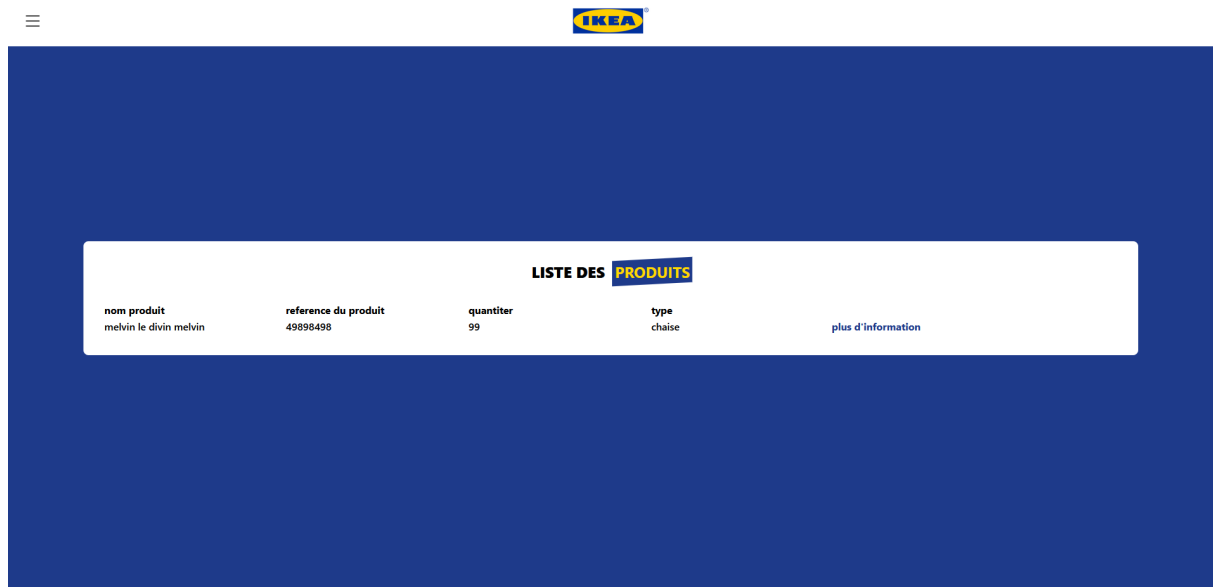 IKEA
LISTE DES PRODUITS
nom produit reference du produit quantiter type
melvin le divin melvin 49898498 99 chaise plus d'information